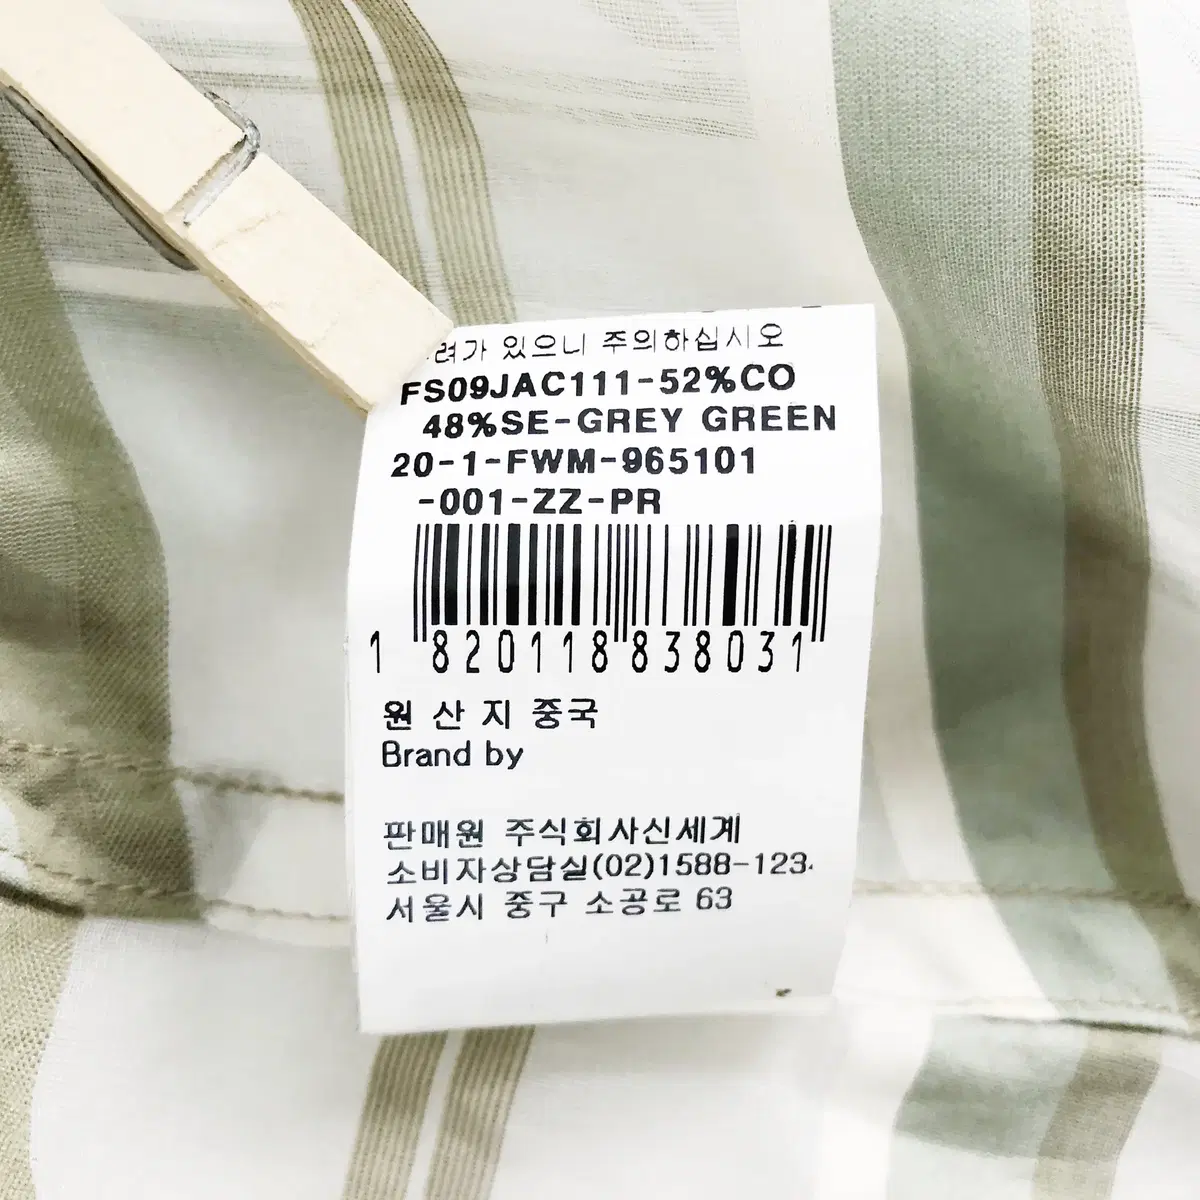 려가 있으니 주의하십시오
FS09JAC111-52%CO
48%SE-GREY GREEN
20-1-FWM-965101
-001-ZZ-PR
1 820118 838031
원 산 지 중국
Brand by
판매원 주식회사신세계
소비자상담실(02)1588-123
서울시 중구 소공로 63